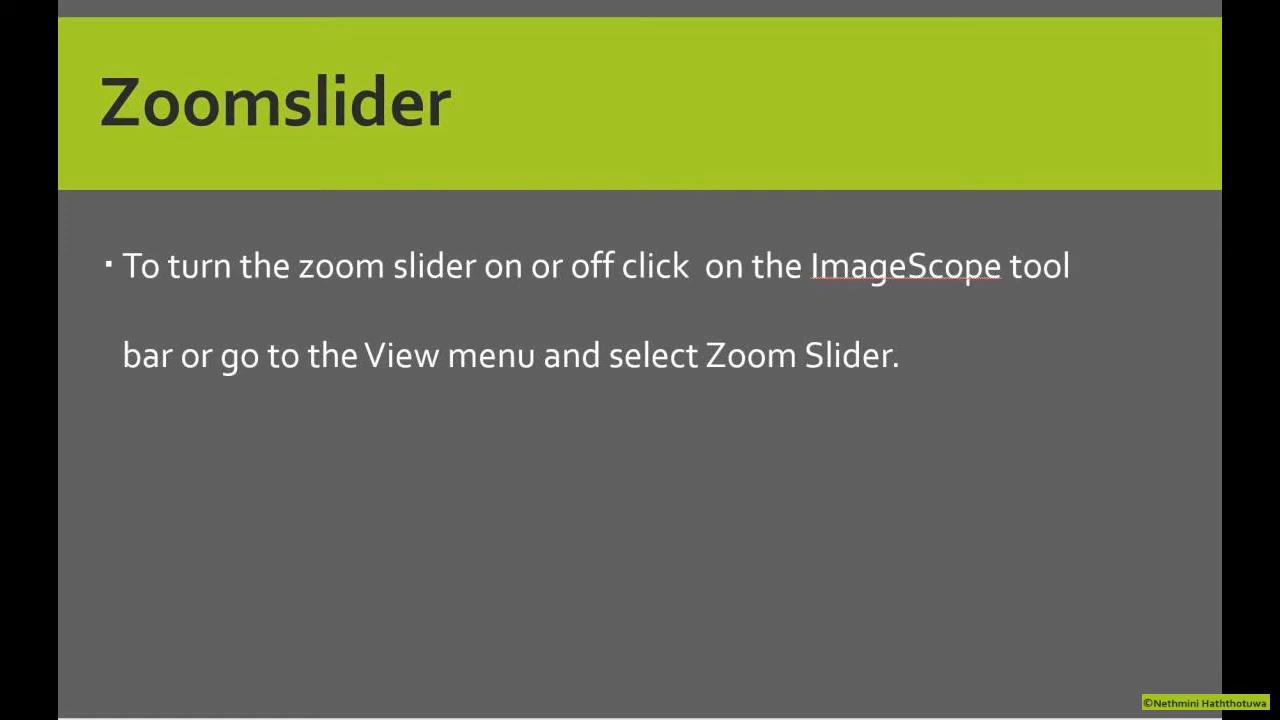 Zoomslider
▪ To turn the zoom slider on or off click  on the ImageScope tool
bar or go to the View menu and select Zoom Slider.
©Nethmini Haththotuwa